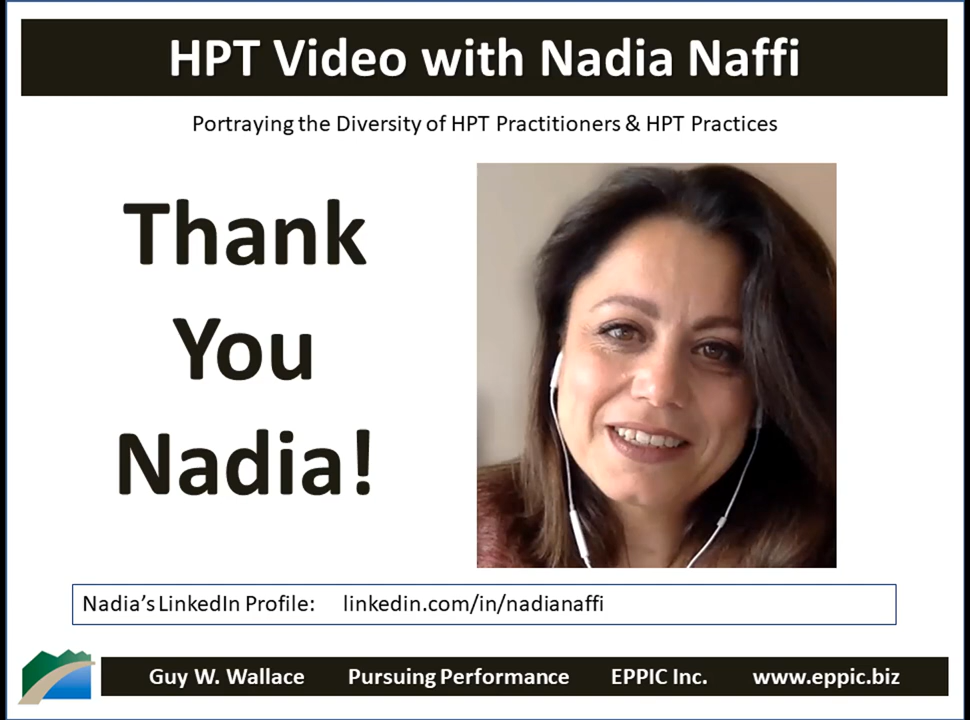 HPT Video with Nadia Naffi
Portraying the Diversity of HPT Practitioners & HPT Practices
Thank
You
Nadia!
Nadia’s LinkedIn Profile: linkedin.com/in/nadianaffi
Guy W. Wallace Pursuing Performance EPPIC Inc. www.eppic.biz